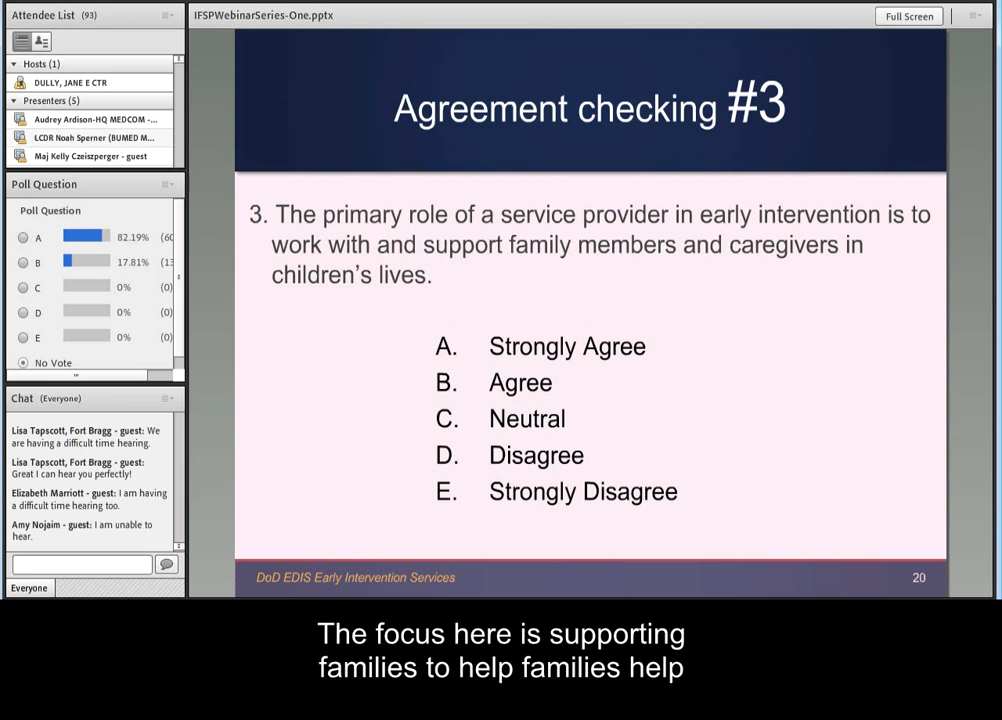 Attendee List (93)
Hosts (1)
DULLY, JANE E CTR
Presenters (5)
Audrey Ardison-HQ MEDCOM -...
LCDR Noah Sperner (BUMED M...
Maj Kelly Czeiszperger - guest
Poll Question
Poll Question
A 82.19% (60
B 17.81% (13
C 0% (0)
D 0% (0)
E 0% (0)
No Vote
Chat (Everyone)
Lisa Tapscott, Fort Bragg - guest: We
are having a difficult time hearing.
Lisa Tapscott, Fort Bragg - guest:
Great I can hear you perfectly!
Elizabeth Marriott - guest: I am having
a difficult time hearing too.
Amy Nojaim - guest: I am unable to
hear.
Everyone
IFSPWebinarSeries-One.pptx
Full Screen
Agreement checking #3
3. The primary role of a service provider in early intervention is to
work with and support family members and caregivers in
children's lives.
A. Strongly Agree
B. Agree
C. Neutral
D. Disagree
E. Strongly Disagree
DoD EDIS Early Intervention Services
20
The focus here is supporting
families to help families help